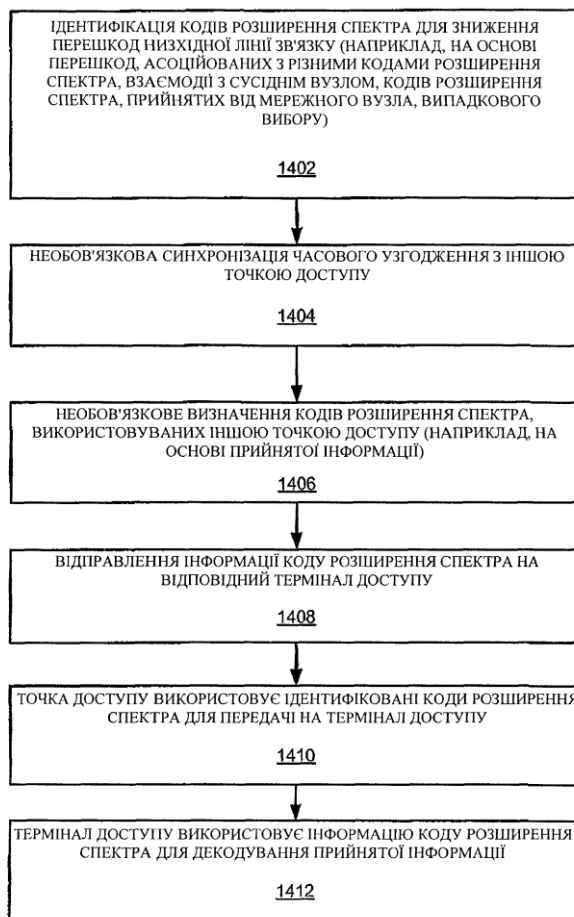 ІДЕНТИФІКАЦІЯ КОДІВ РОЗШИРЕННЯ СПЕКТРА ДЛЯ ЗНИЖЕННЯ
ПЕРЕШКОД НИЗХІДНОЇ ЛІНІЇ ЗВ'ЯЗКУ (НАПРИКЛАД, НА ОСНОВІ
ПЕРЕШКОД, АСОЦІЙОВАНИХ З РІЗНИМИ КОДАМИ РОЗШИРЕННЯ
СПЕКТРА, ВЗАЄМОДІЇ З СУСІДНІМ ВУЗЛОМ, КОДІВ РОЗШИРЕННЯ
СПЕКТРА, ПРИЙНЯТИХ ВІД МЕРЕЖНОГО ВУЗЛА, ВИПАДКОВОГО
ВИБОРУ)
1402
НЕОБОВ'ЯЗКОВА СИНХРОНІЗАЦІЯ ЧАСОВОГО УЗГОДЖЕННЯ З ІНШОЮ
ТОЧКОЮ ДОСТУПУ
1404
НЕОБОВ'ЯЗКОВЕ ВИЗНАЧЕННЯ КОДІВ РОЗШИРЕННЯ СПЕКТРА,
ВИКОРИСТОВУВАНИХ ІНШОЮ ТОЧКОЮ ДОСТУПУ (НАПРИКЛАД, НА
ОСНОВІ ПРИЙНЯТОЇ ІНФОРМАЦІЇ)
1406
ВІДПРАВЛЕННЯ ІНФОРМАЦІЇ КОДУ РОЗШИРЕННЯ СПЕКТРА НА
ВІДПОВІДНИЙ ТЕРМІНАЛ ДОСТУПУ
1408
ТОЧКА ДОСТУПУ ВИКОРИСТОВУЄ ІДЕНТИФІКОВАНІ КОДИ РОЗШИРЕННЯ
СПЕКТРА ДЛЯ ПЕРЕДАЧІ НА ТЕРМІНАЛ ДОСТУПУ
1410
ТЕРМІНАЛ ДОСТУПУ ВИКОРИСТОВУЄ ІНФОРМАЦІЮ КОДУ РОЗШИРЕННЯ
СПЕКТРА ДЛЯ ДЕКОДУВАННЯ ПРИЙНЯТОЇ ІНФОРМАЦІЇ
1412